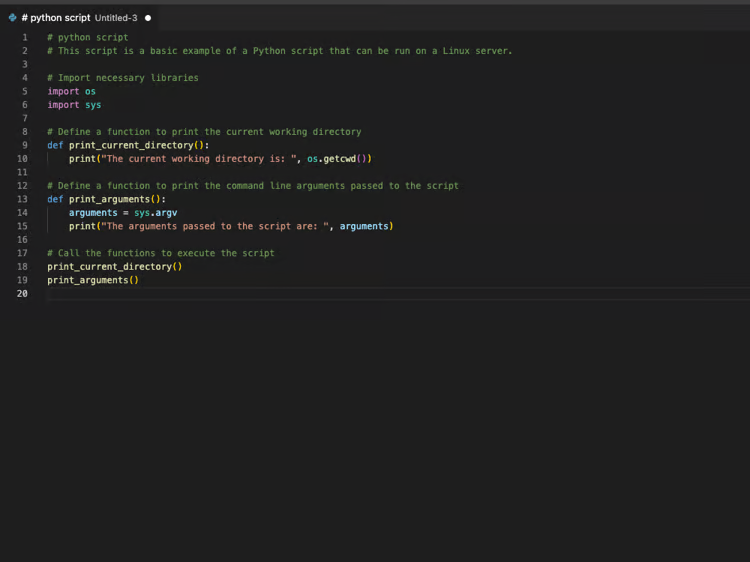 # python script Untitled-3
1 # python script
2 # This script is a basic example of a Python script that can be run on a Linux server.
3
4 # Import necessary libraries
5 import os
6 import sys
7
8 # Define a function to print the current working directory
9 def print_current_directory():
10     print("The current working directory is: ", os.getcwd())
11
12 # Define a function to print the command line arguments passed to the script
13 def print_arguments():
14     arguments = sys.argv
15     print("The arguments passed to the script are: ", arguments)
16
17 # Call the functions to execute the script
18 print_current_directory()
19 print_arguments()
20